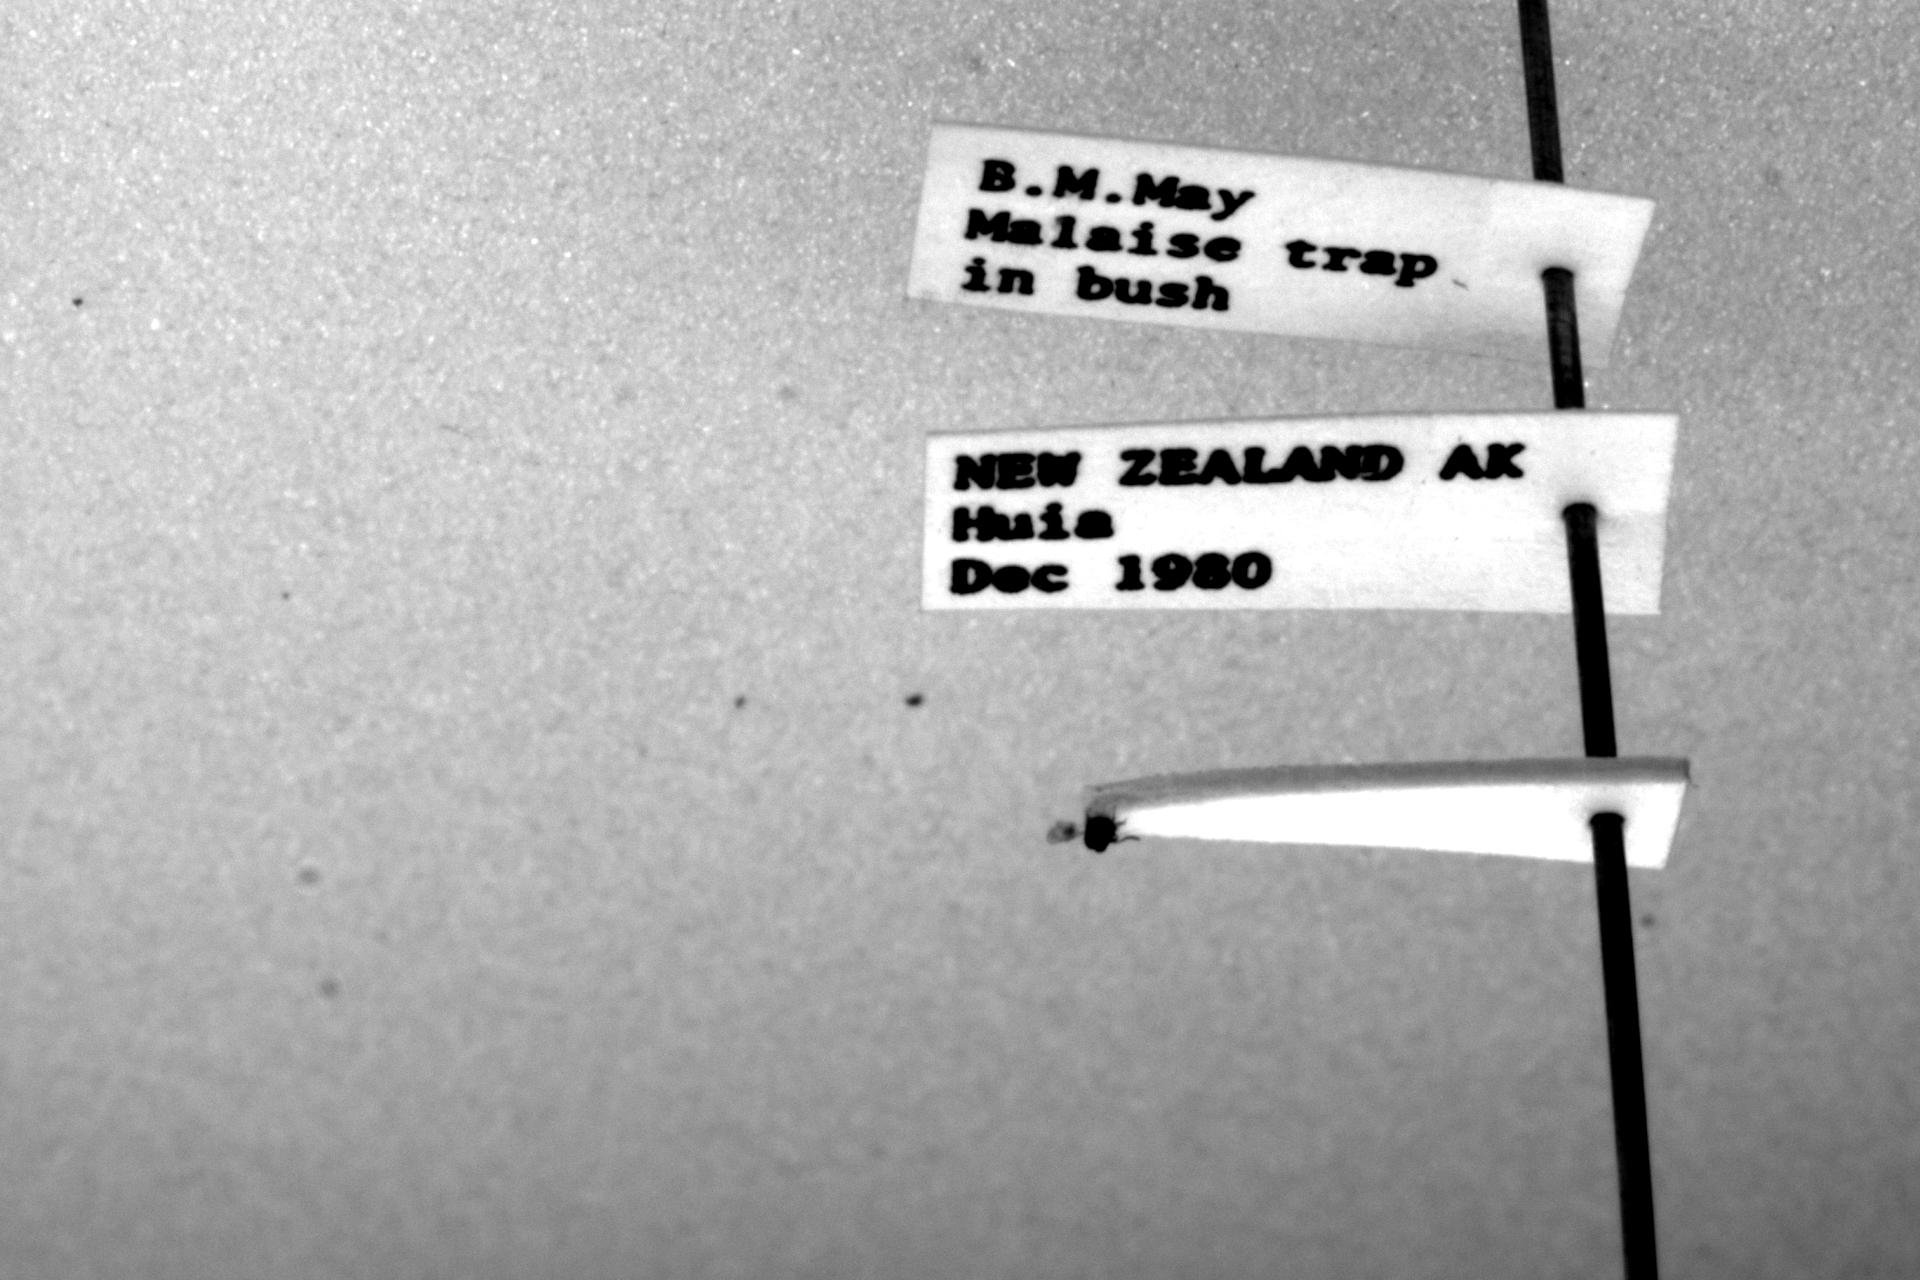 B.M.May
Malaise trap
in bush
NEW ZEALAND AK
Huia
Dec 1980